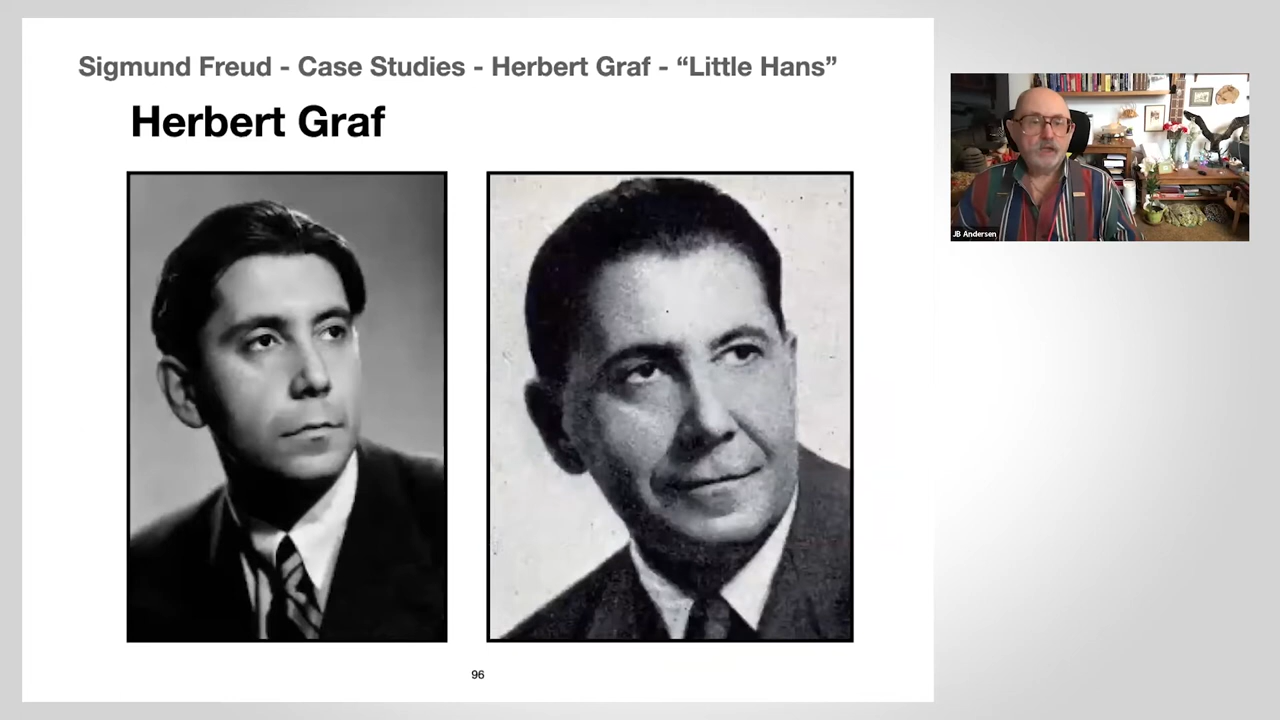 Sigmund Freud - Case Studies - Herbert Graf - “Little Hans”
Herbert Graf
JB Andersen
96